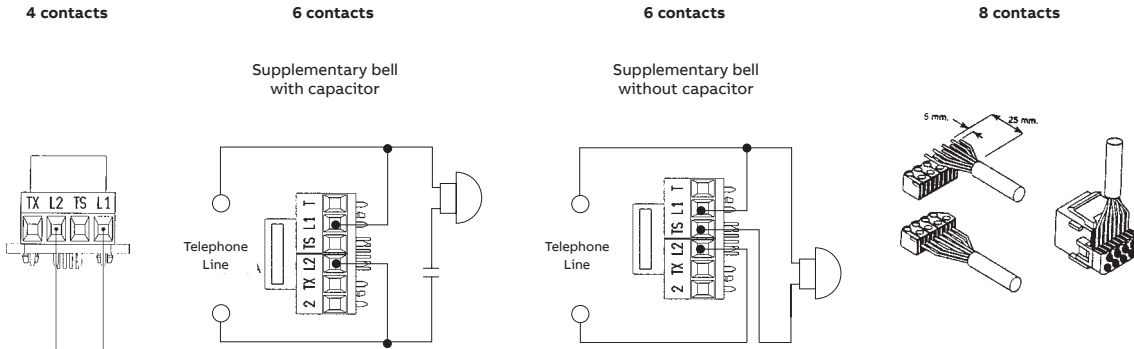 4 contacts
6 contacts
6 contacts
8 contacts
Supplementary bell
with capacitor
Supplementary bell
without capacitor
5 mm.
25 mm.
TX L2 TS L1
Telephone
Line
T
L1
TS
L2
TX
2
Telephone
Line
T
L1
TS
L2
TX
2